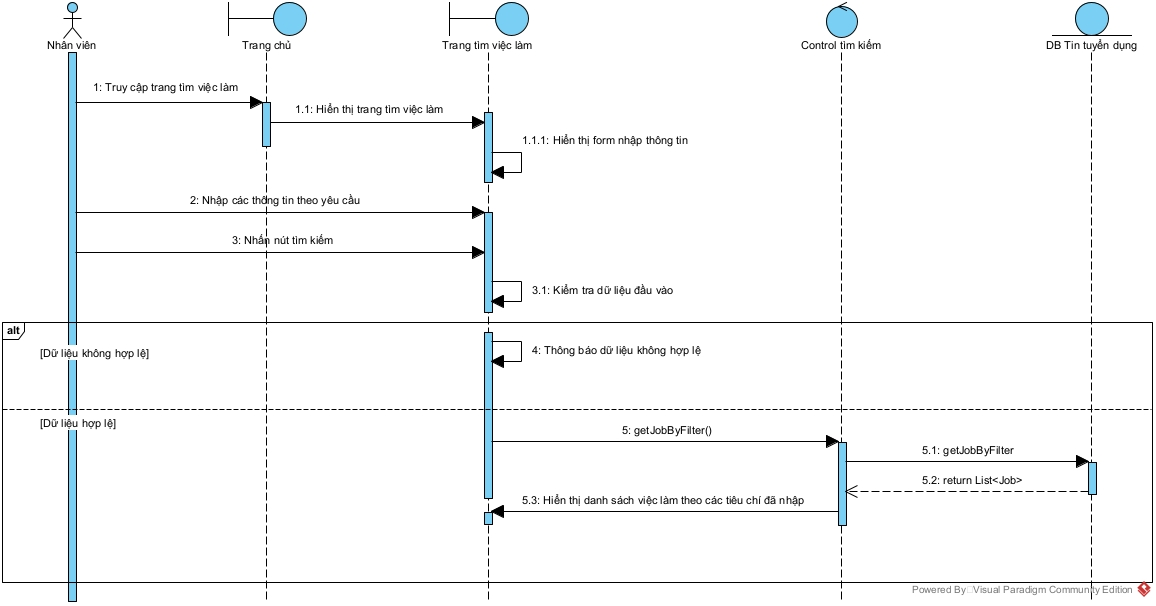 Nhân viên
Trang chủ
Trang tìm việc làm
Control tìm kiếm
DB Tin tuyển dụng
1: Truy cập trang tìm việc làm
1.1: Hiển thị trang tìm việc làm
1.1.1: Hiển thị form nhập thông tin
2: Nhập các thông tin theo yêu cầu
3: Nhấn nút tìm kiếm
3.1: Kiểm tra dữ liệu đầu vào
alt
[Dữ liệu không hợp lệ]
4: Thông báo dữ liệu không hợp lệ
[Dữ liệu hợp lệ]
5: getJobByFilter()
5.1: getJobByFilter
5.2: return List<Job>
5.3: Hiển thị danh sách việc làm theo các tiêu chí đã nhập
Powered By Visual Paradigm Community Edition